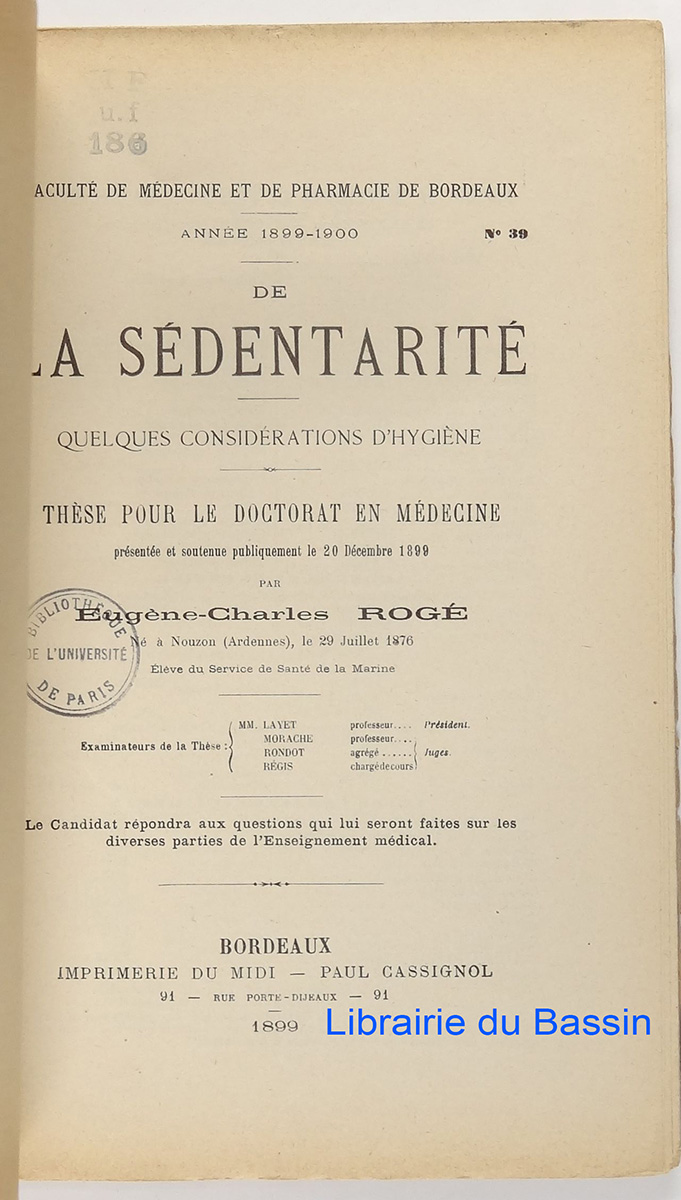 u.f
186
ACULTÉ DE MÉDECINE ET DE PHARMACIE DE BORDEAUX
ANNÉE 1899-1900 Nº 39
DE
LA SÉDENTARITÉ
QUELQUES CONSIDÉRATIONS D'HYGIÈNE
THÈSE POUR LE DOCTORAT EN MÉDECINE
présentée et soutenue publiquement le 20 Décembre 1899
PAR
Eugène-Charles ROGÉ
Né à Nouzon (Ardennes), le 29 Juillet 1876
Élève du Service de Santé de la Marine
BIBLIOTHÈQUE
DE L'UNIVERSITÉ
DE PARIS
Examinateurs de la Thèse :
MM. LAYET professeur.... Président.
MORACHE professeur....
RONDOT agrégé ...... Juges.
RÉGIS chargé de cours
Le Candidat répondra aux questions qui lui seront faites sur les
diverses parties de l'Enseignement médical.
BORDEAUX
IMPRIMERIE DU MIDI — PAUL CASSIGNOL
91 — RUE PORTE-DIJEAUX — 91
1899
Librairie du Bassin